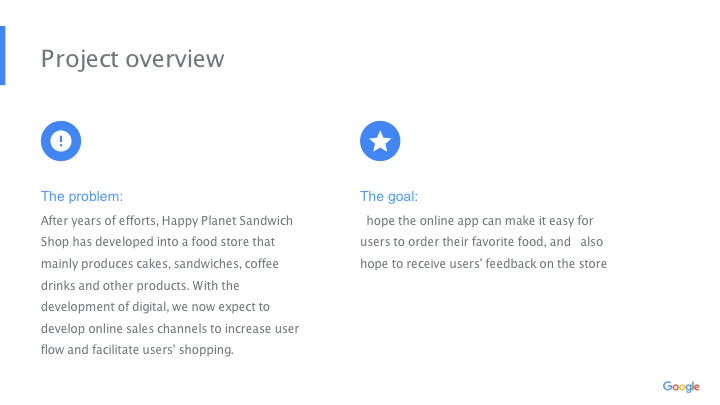 Project overview
The problem:
After years of efforts, Happy Planet Sandwich
Shop has developed into a food store that
mainly produces cakes, sandwiches, coffee
drinks and other products. With the
development of digital, we now expect to
develop online sales channels to increase user
flow and facilitate users' shopping.
The goal:
hope the online app can make it easy for
users to order their favorite food, and also
hope to receive users' feedback on the store
Google